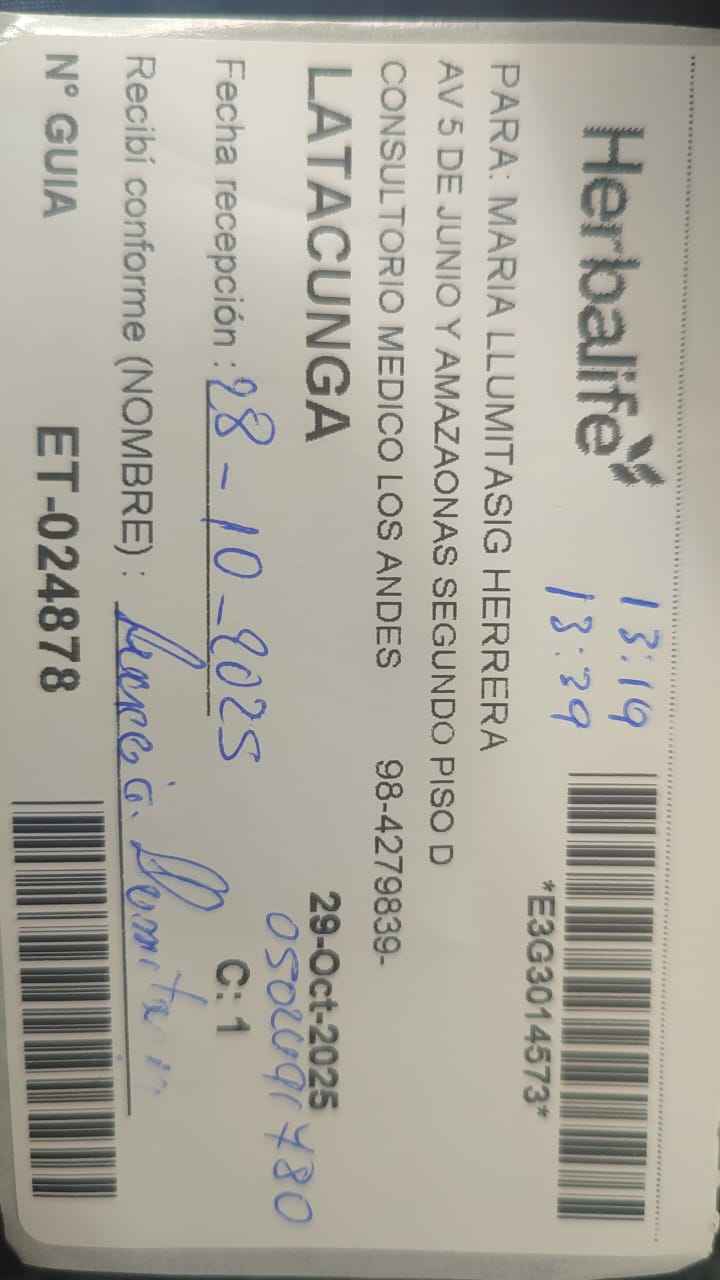 Herbalife
13:19
13:39
*E3G3014573*
PARA: MARIA LLUMITASIG HERRERA
AV 5 DE JUNIO Y AMAZAONAS SEGUNDO PISO D
CONSULTORIO MEDICO LOS ANDES 98-4279839-
LATACUNGA 29-Oct-2025
Fecha recepción : 28-10-2025 C: 1
Recibí conforme (NOMBRE) :
N° GUIA ET-024878